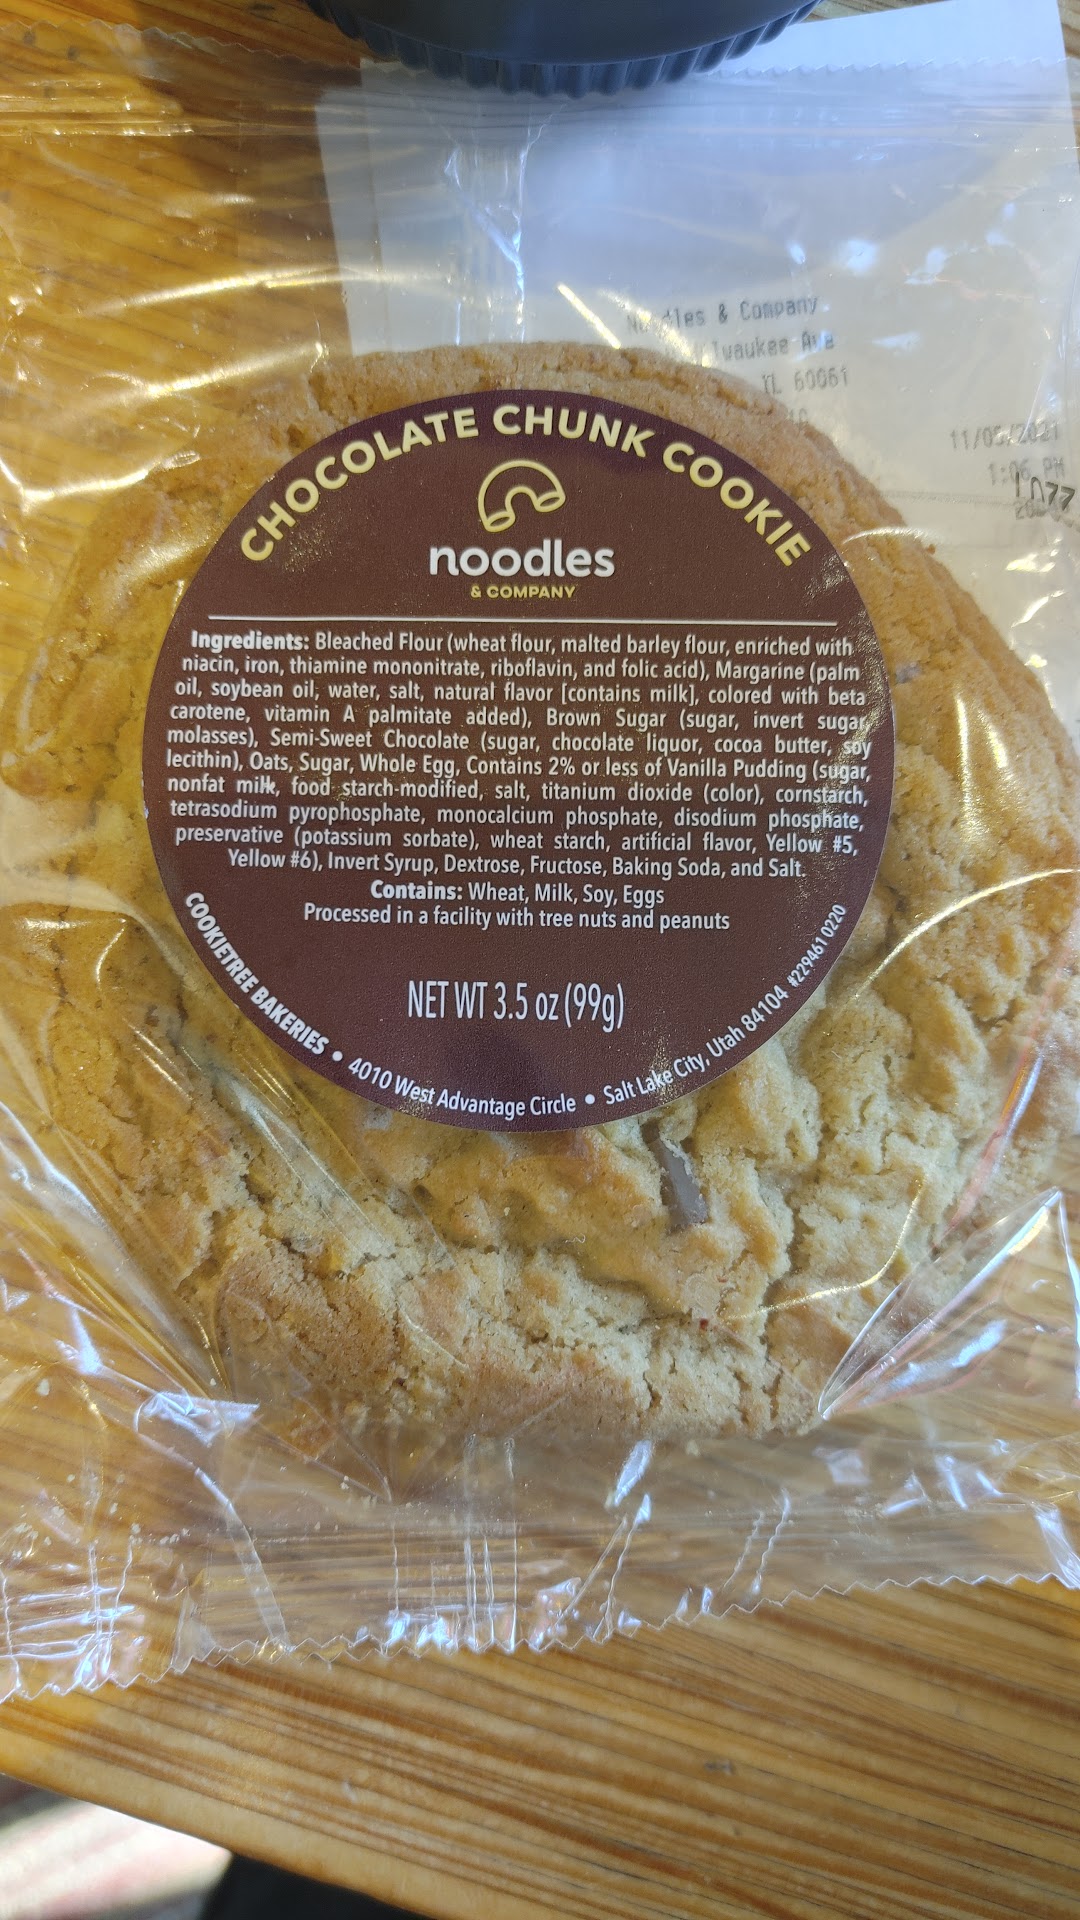 les & Company
waukee Ave
IL 60061
11/05/2021
1:06 PM
1077
CHOCOLATE CHUNK COOKIE
noodles
& COMPANY
Ingredients: Bleached Flour (wheat flour, malted barley flour, enriched with
niacin, iron, thiamine mononitrate, riboflavin, and folic acid), Margarine (palm
oil, soybean oil, water, salt, natural flavor [contains milk], colored with beta
carotene, vitamin A palmitate added), Brown Sugar (sugar, invert sugar,
molasses), Semi-Sweet Chocolate (sugar, chocolate liquor, cocoa butter, soy
lecithin), Oats, Sugar, Whole Egg, Contains 2% or less of Vanilla Pudding (sugar,
nonfat milk, food starch-modified, salt, titanium dioxide (color), cornstarch,
tetrasodium pyrophosphate, monocalcium phosphate, disodium phosphate,
preservative (potassium sorbate), wheat starch, artificial flavor, Yellow #5,
Yellow #6), Invert Syrup, Dextrose, Fructose, Baking Soda, and Salt.
Contains: Wheat, Milk, Soy, Eggs
Processed in a facility with tree nuts and peanuts
NET WT 3.5 oz (99g)
COOKIETREE BAKERIES • 4010 West Advantage Circle • Salt Lake City, Utah 84104 #229461 0220